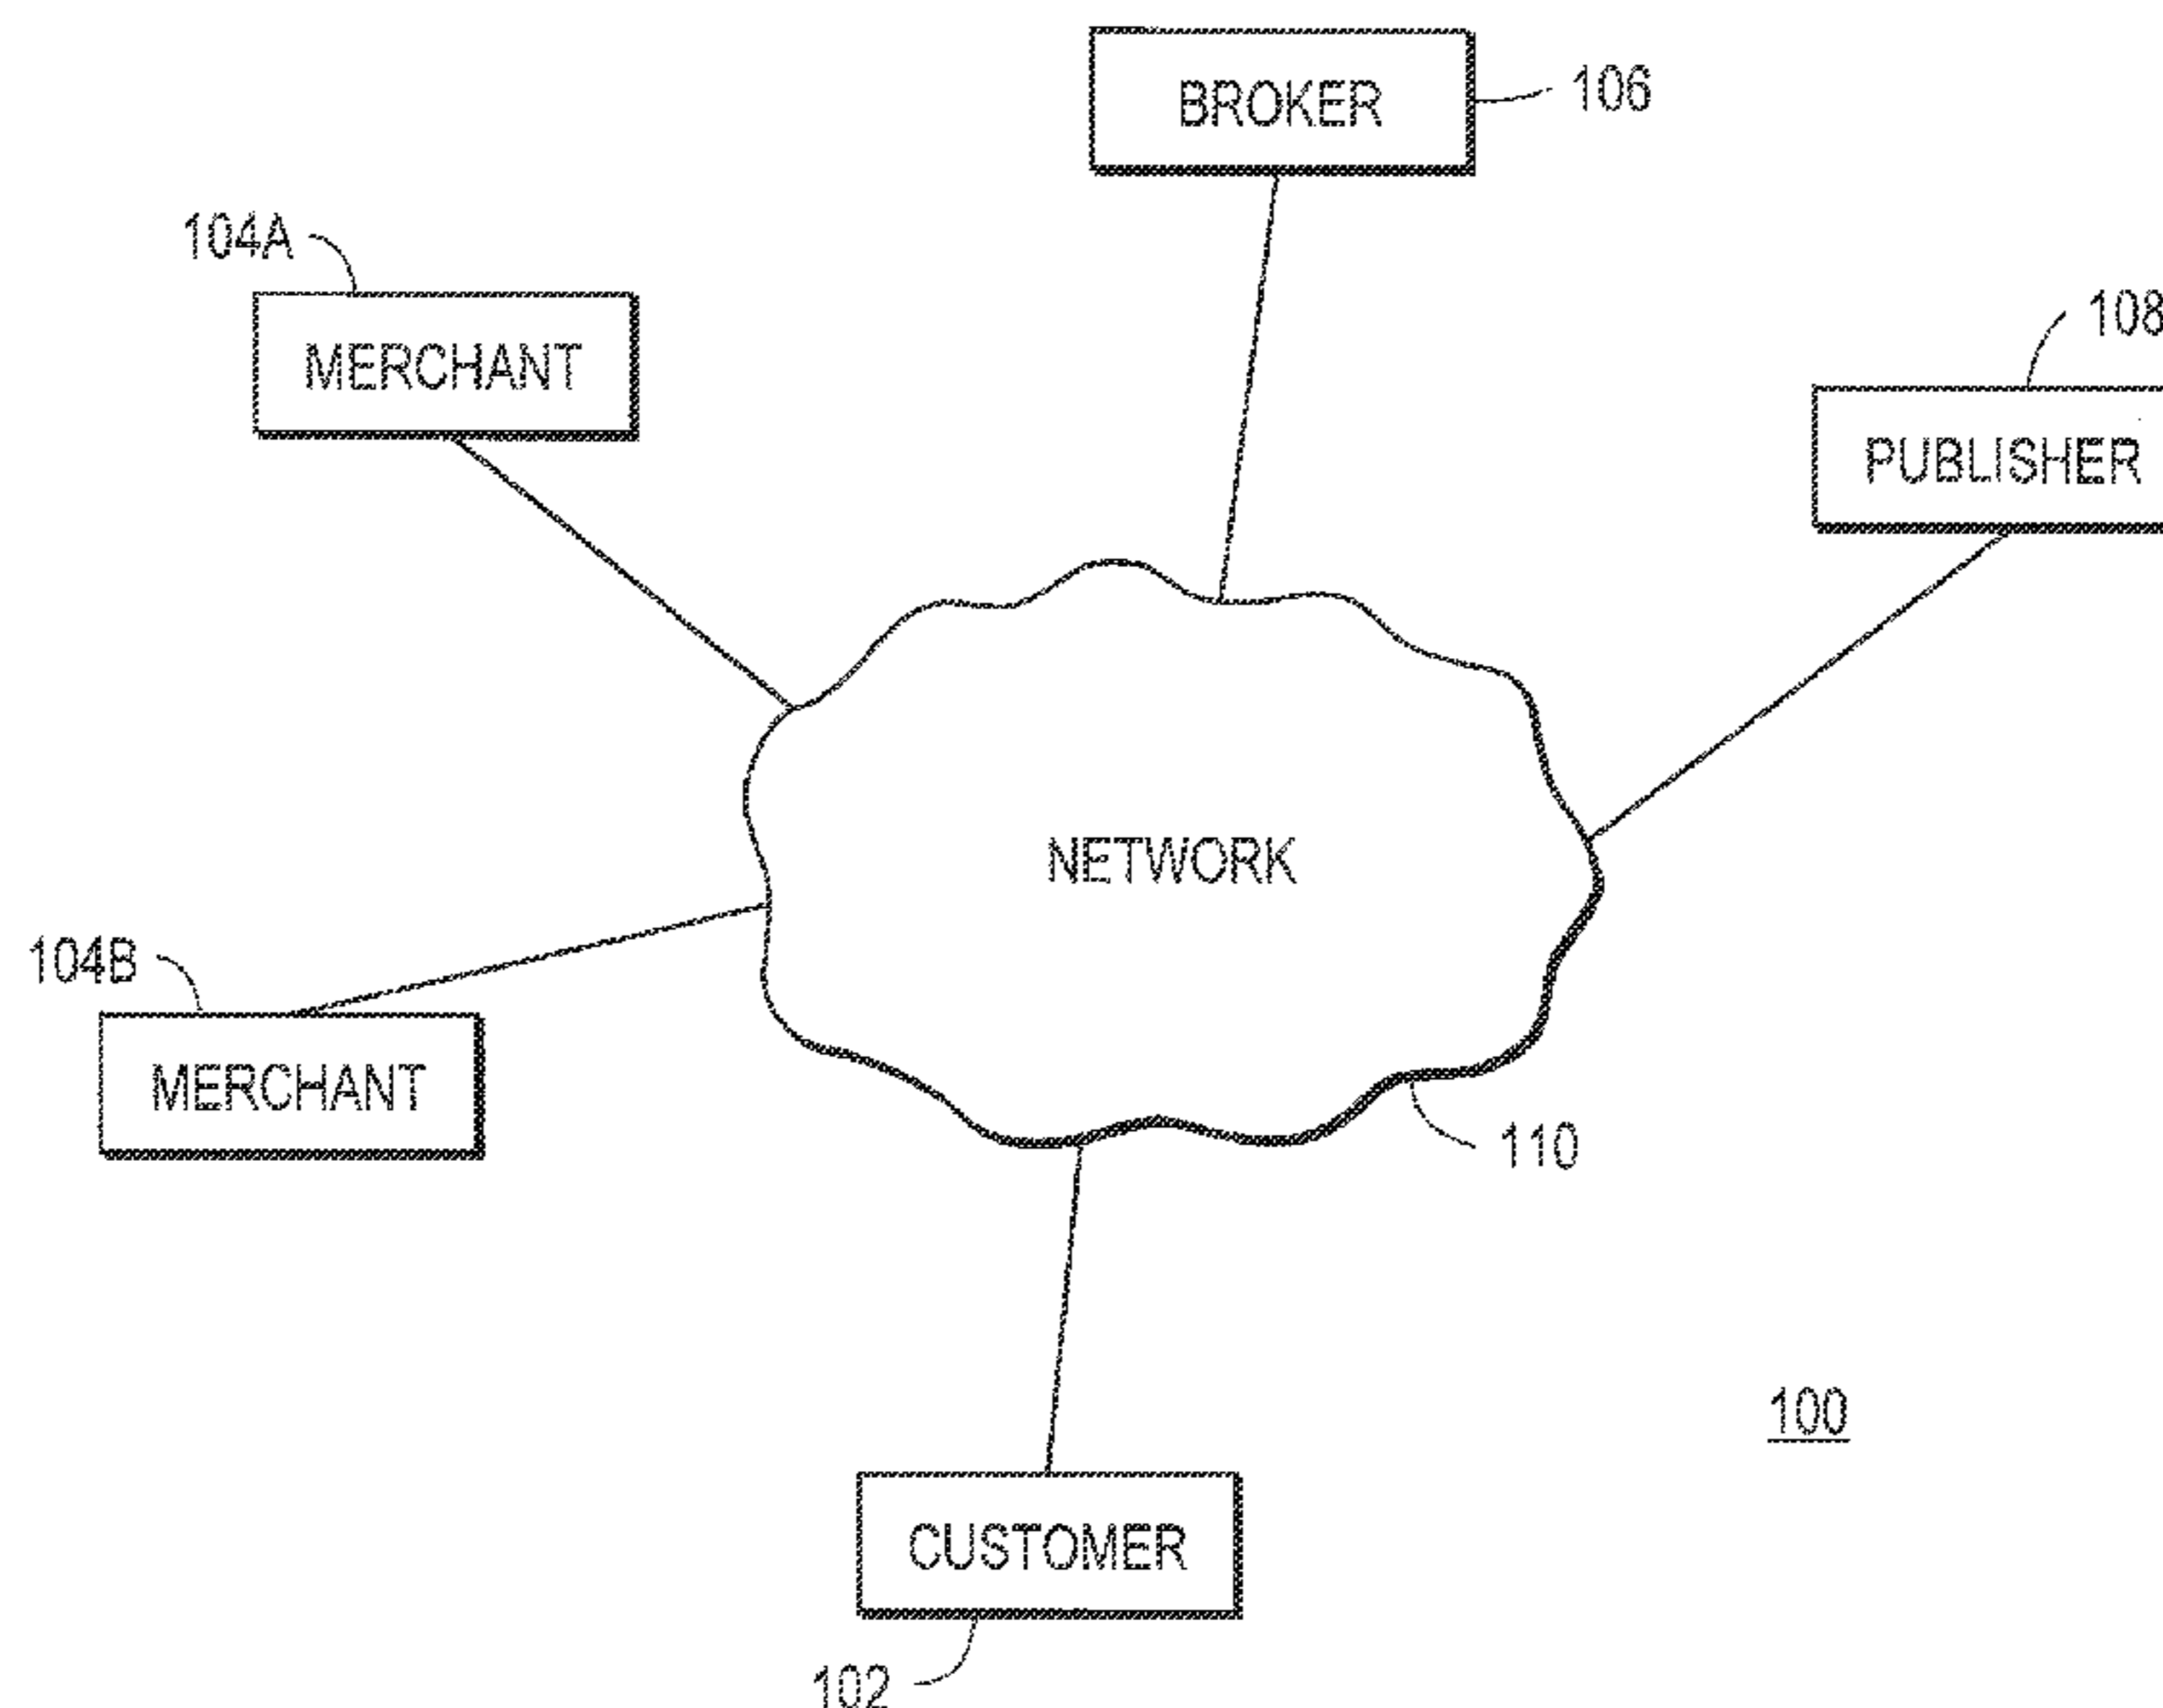 BROKER
106
104A
MERCHANT
108
PUBLISHER
NETWORK
104B
MERCHANT
110
100
CUSTOMER
102